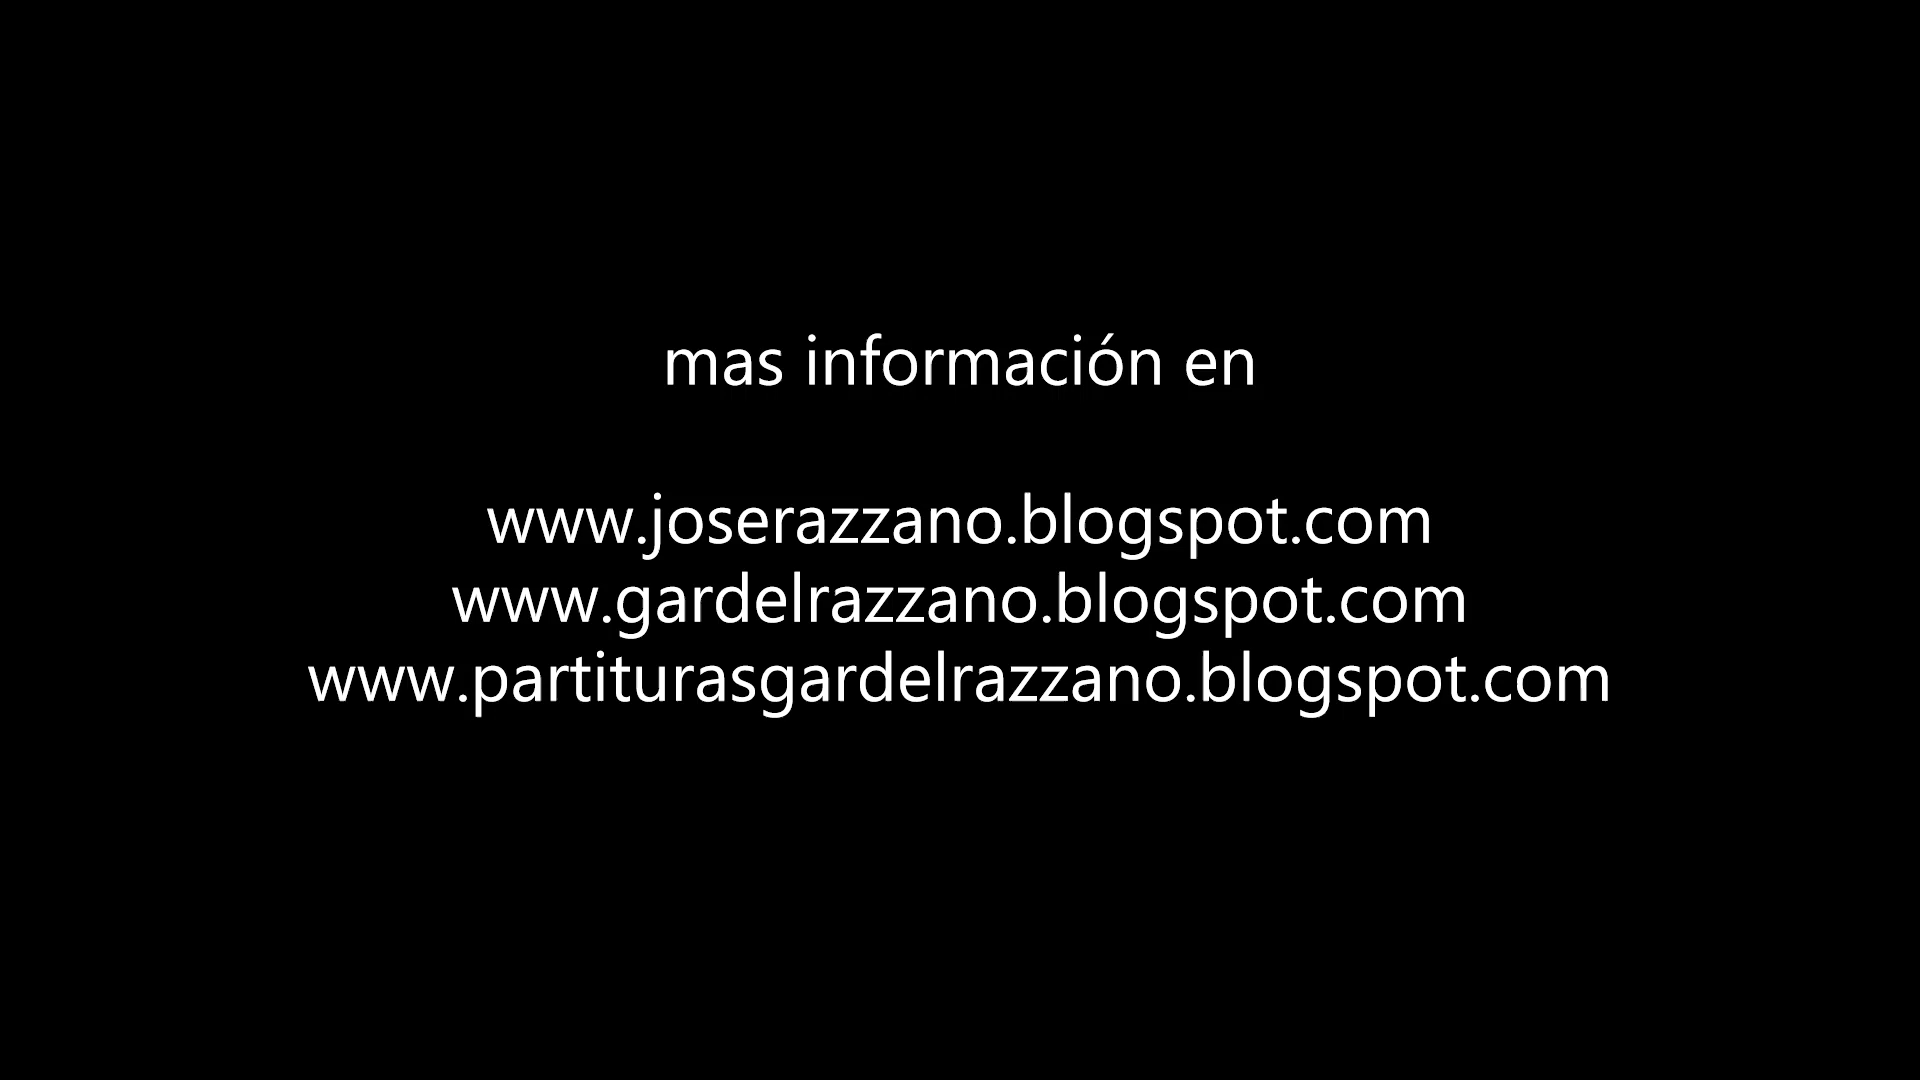 mas información en
www.joserazzano.blogspot.com
www.gardelrazzano.blogspot.com
www.partiturasgardelrazzano.blogspot.com